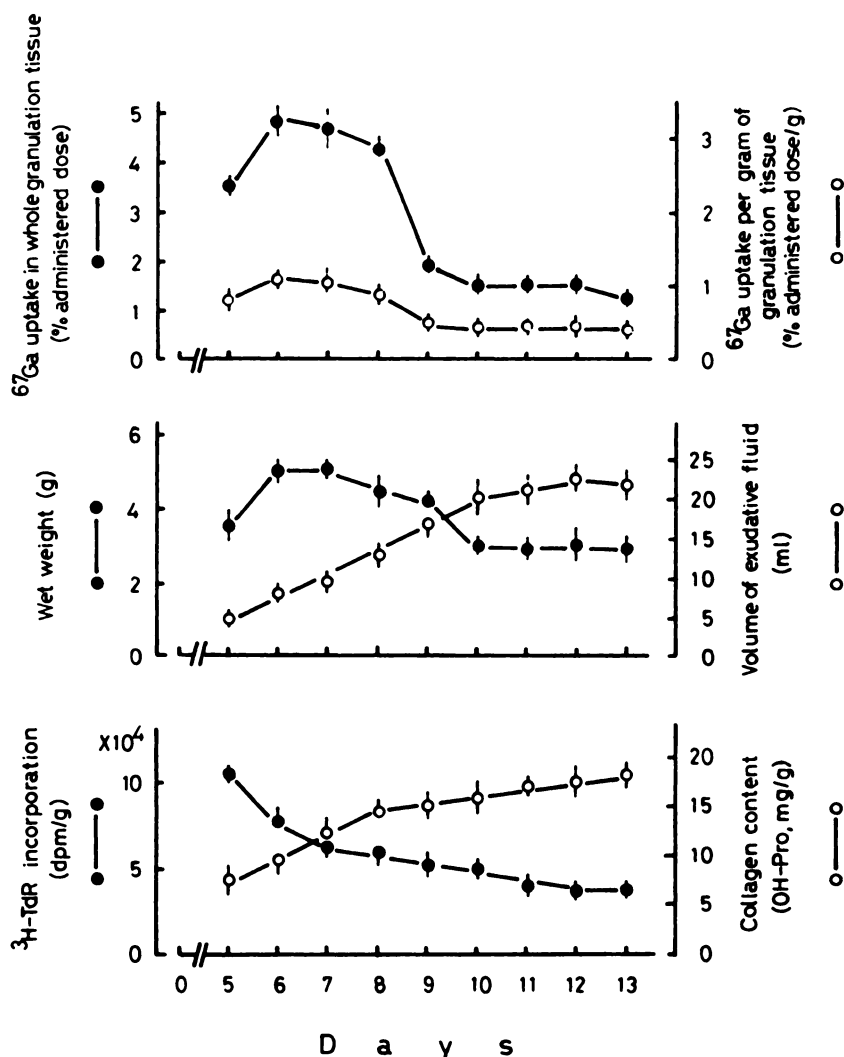 ⁶⁷Ga uptake in whole granulation tissue
(% administered dose)
5
4
3
2
1
0
3
2
1
0
⁶⁷Ga uptake per gram of
granulation tissue
(% administered dose/g)
Wet weight (g)
6
4
2
0
25
20
15
10
5
0
Volume of exudative fluid
(ml)
³H-TdR incorporation
(dpm/g)
X10⁴
10
5
0
20
15
10
5
0
Collagen content
(OH-Pro, mg/g)
0 5 6 7 8 9 10 11 12 13
Days